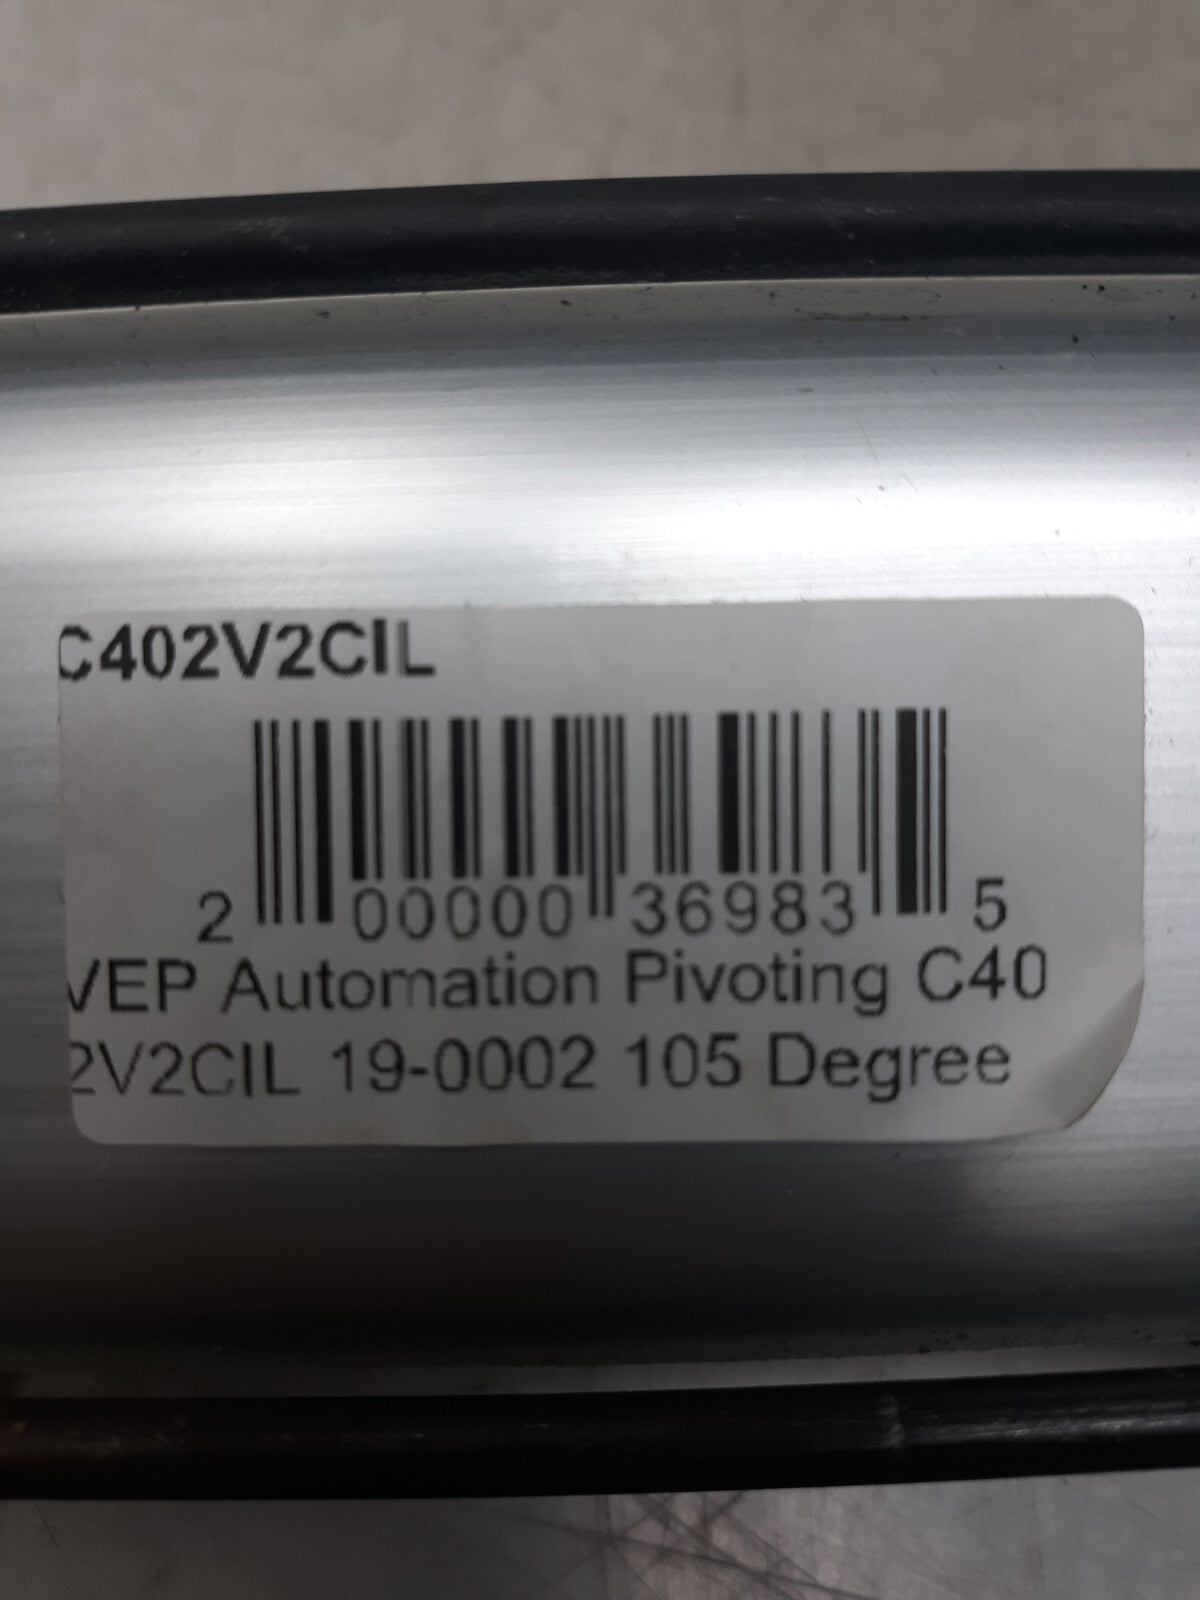 C402V2CIL
2 00000 36983 5
VEP Automation Pivoting C40
2V2CIL 19-0002 105 Degree